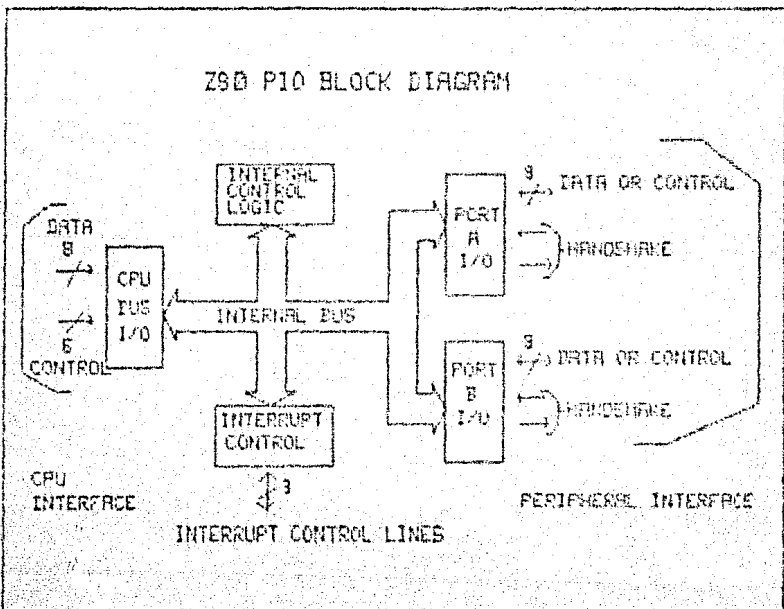 Z80 PIO BLOCK DIAGRAM
INTERNAL
CONTROL
LOGIC
DATA
8
CPU
BUS
I/O
6
CONTROL
INTERNAL BUS
PORT
A
I/O
8
DATA OR CONTROL
HANDSHAKE
PORT
B
I/O
8
DATA OR CONTROL
HANDSHAKE
INTERRUPT
CONTROL
3
CPU
INTERFACE
PERIPHERAL INTERFACE
INTERRUPT CONTROL LINES